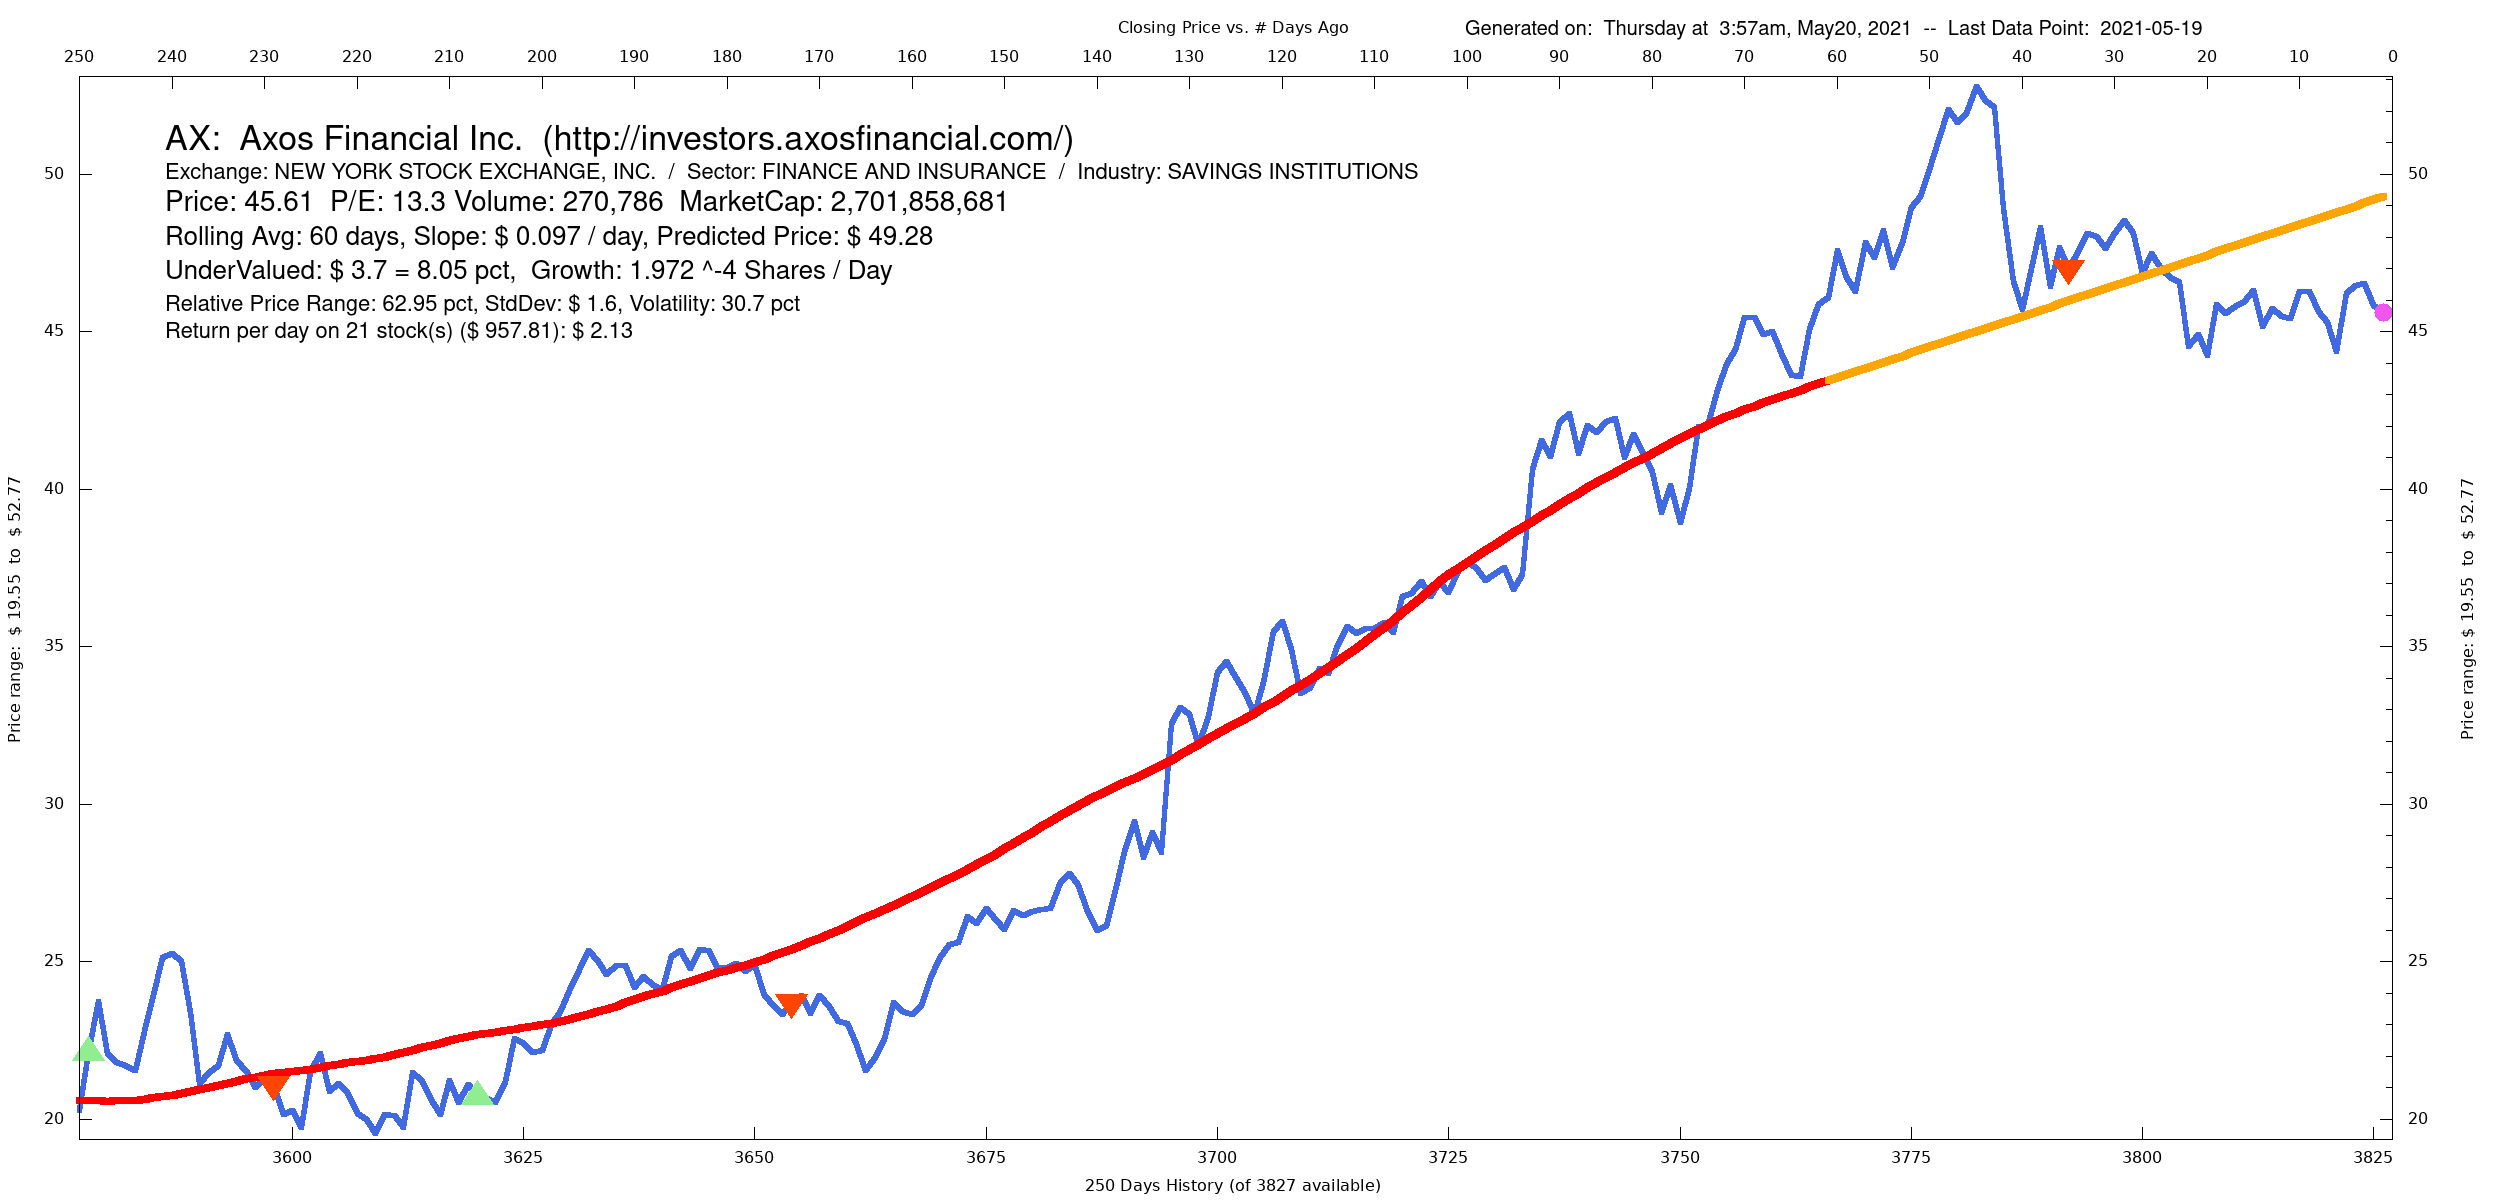 Closing Price vs. # Days Ago
Generated on:  Thursday at  3:57am, May20, 2021  --  Last Data Point:  2021-05-19
250 240 230 220 210 200 190 180 170 160 150 140 130 120 110 100 90 80 70 60 50 40 30 20 10 0
AX:  Axos Financial Inc.  (http://investors.axosfinancial.com/)
Exchange: NEW YORK STOCK EXCHANGE, INC.  /  Sector: FINANCE AND INSURANCE  /  Industry: SAVINGS INSTITUTIONS
Price: 45.61  P/E: 13.3 Volume: 270,786  MarketCap: 2,701,858,681
Rolling Avg: 60 days, Slope: $ 0.097 / day, Predicted Price: $ 49.28
UnderValued: $ 3.7 = 8.05 pct,  Growth: 1.972 ^-4 Shares / Day
Relative Price Range: 62.95 pct, StdDev: $ 1.6, Volatility: 30.7 pct
Return per day on 21 stock(s) ($ 957.81): $ 2.13
50 50
45 45
40 40
35 35
30 30
25 25
20 20
Price range: $ 19.55  to  $ 52.77
Price range: $ 19.55  to  $ 52.77
3600 3625 3650 3675 3700 3725 3750 3775 3800 3825
250 Days History (of 3827 available)